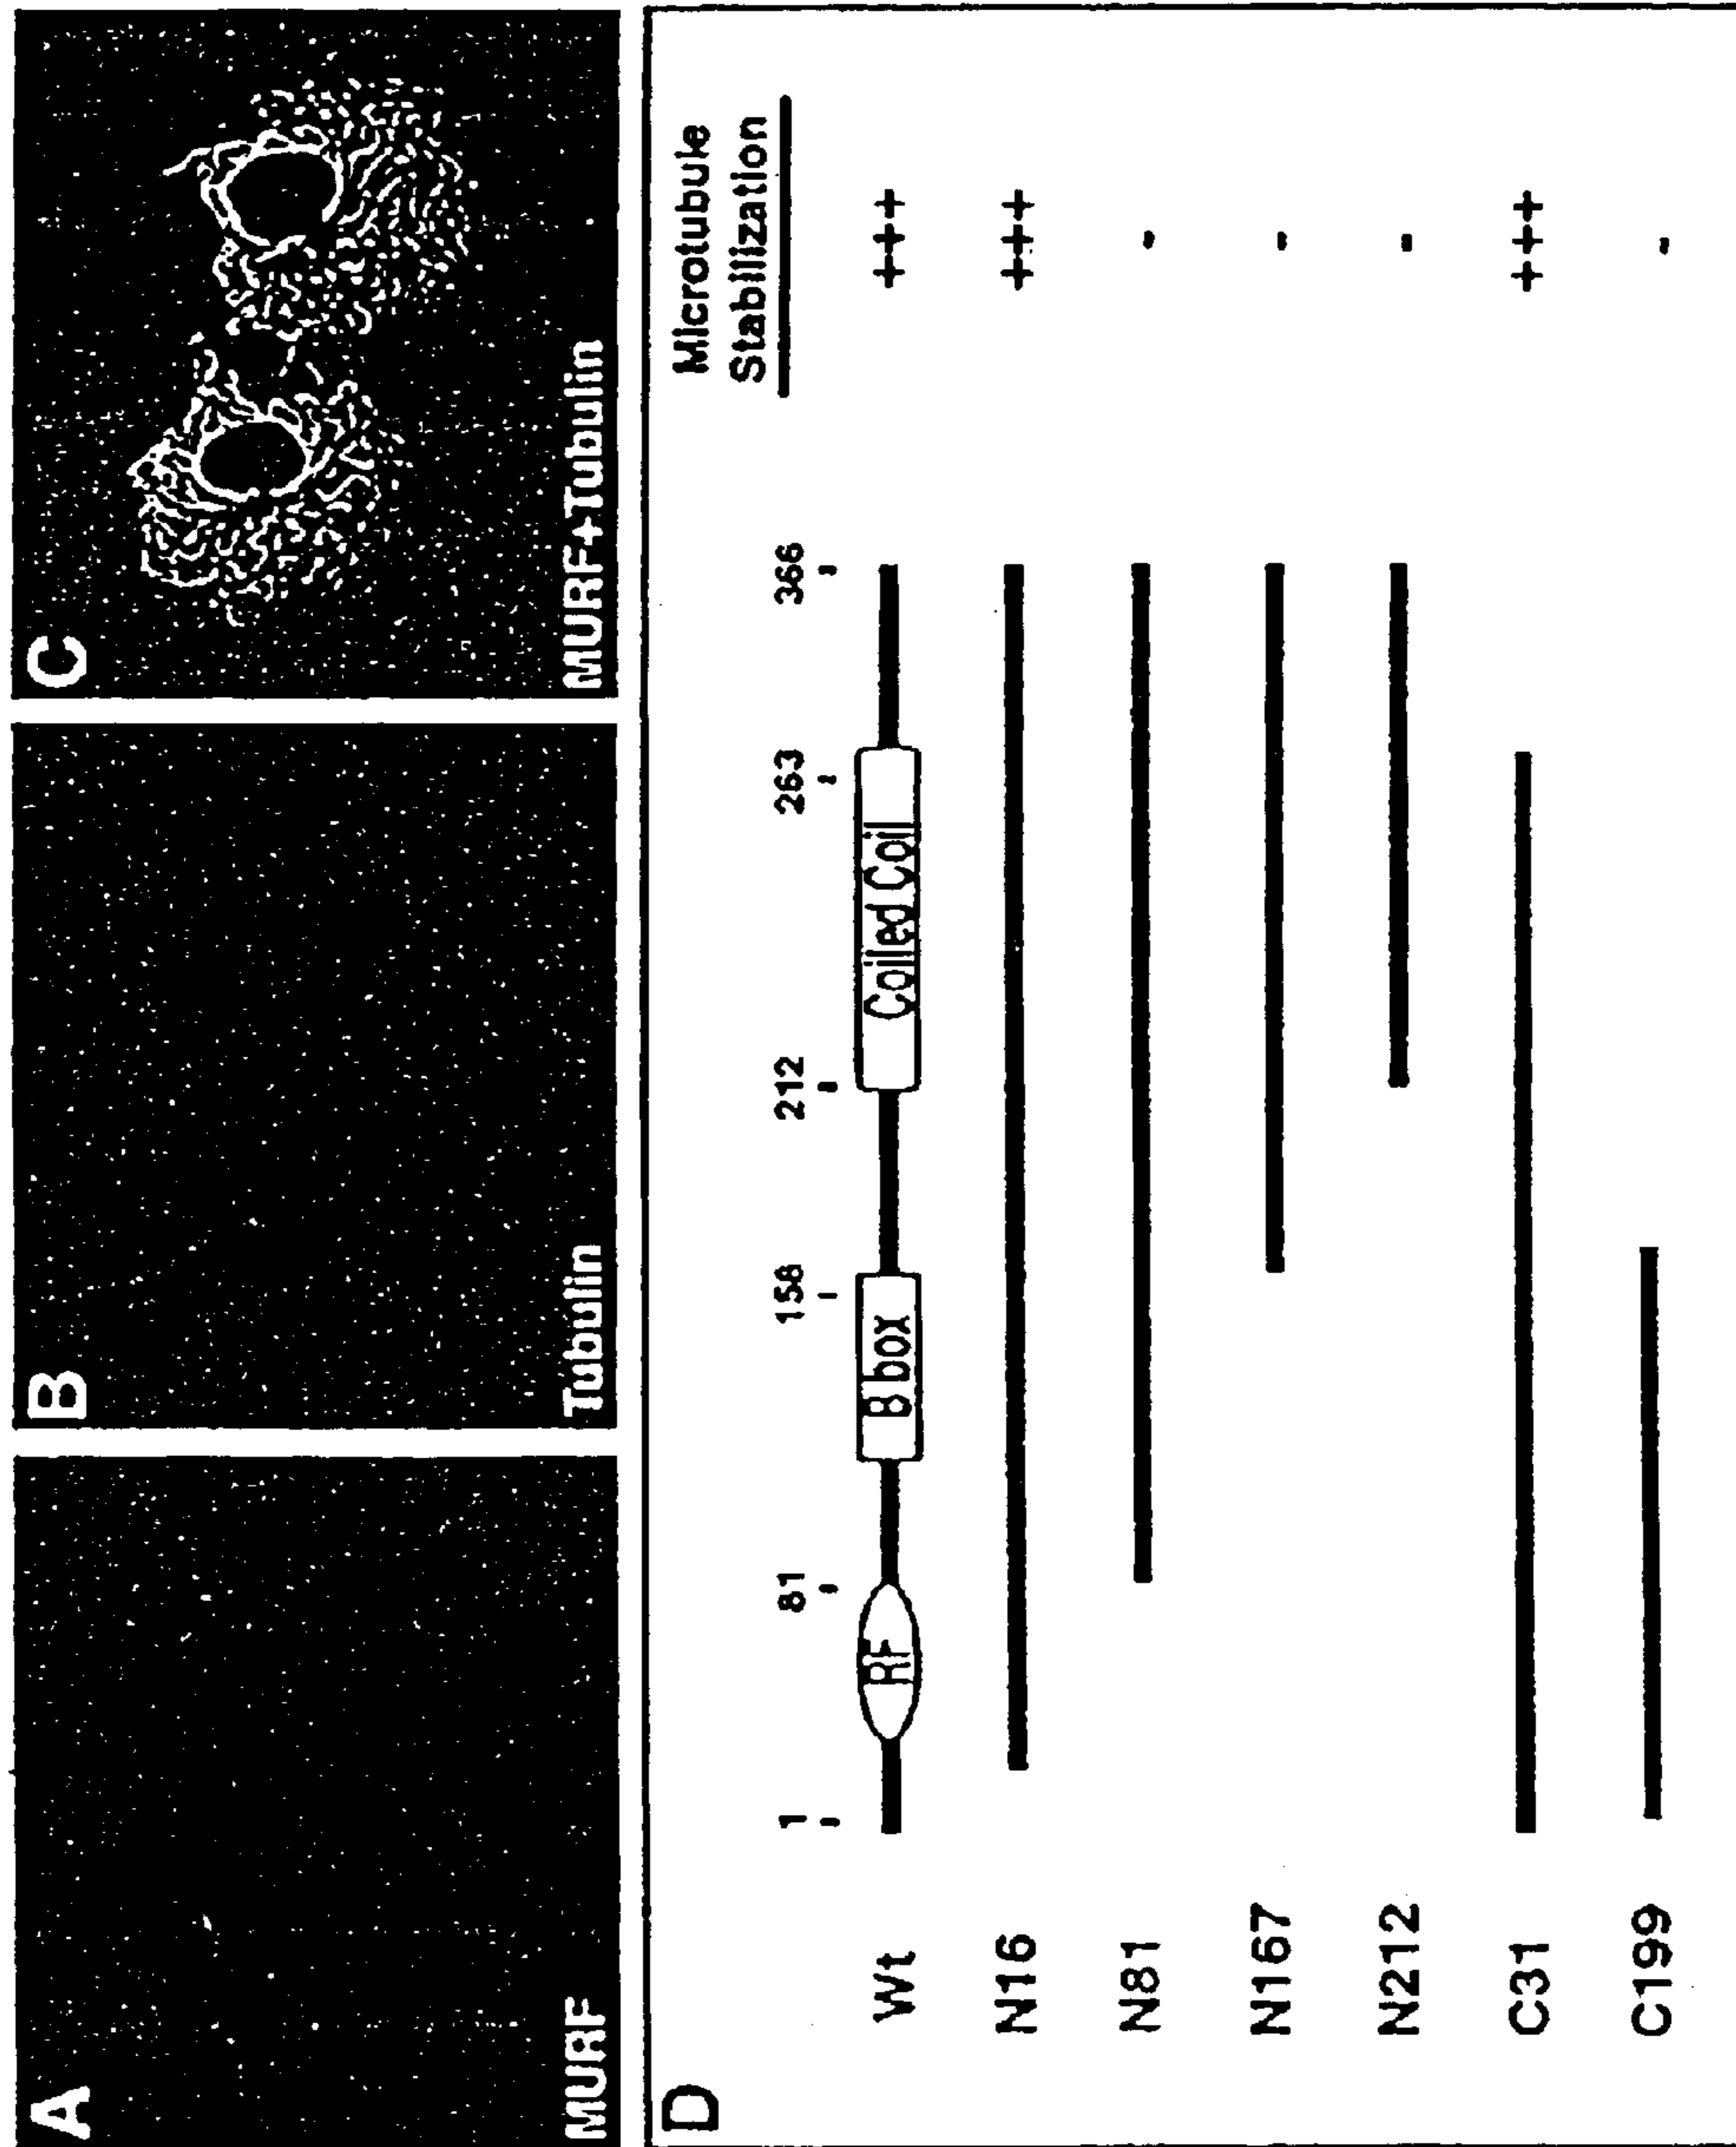 A
MURF
B
Tubulin
C
MURF+Tubulin
D
Microtubule
Stabilization
1 81 158 212 263 366
Wt RF B box Coiled Coil +++
N16 +++
N81 -
N167 -
N212 -
C31 +++
C199 -